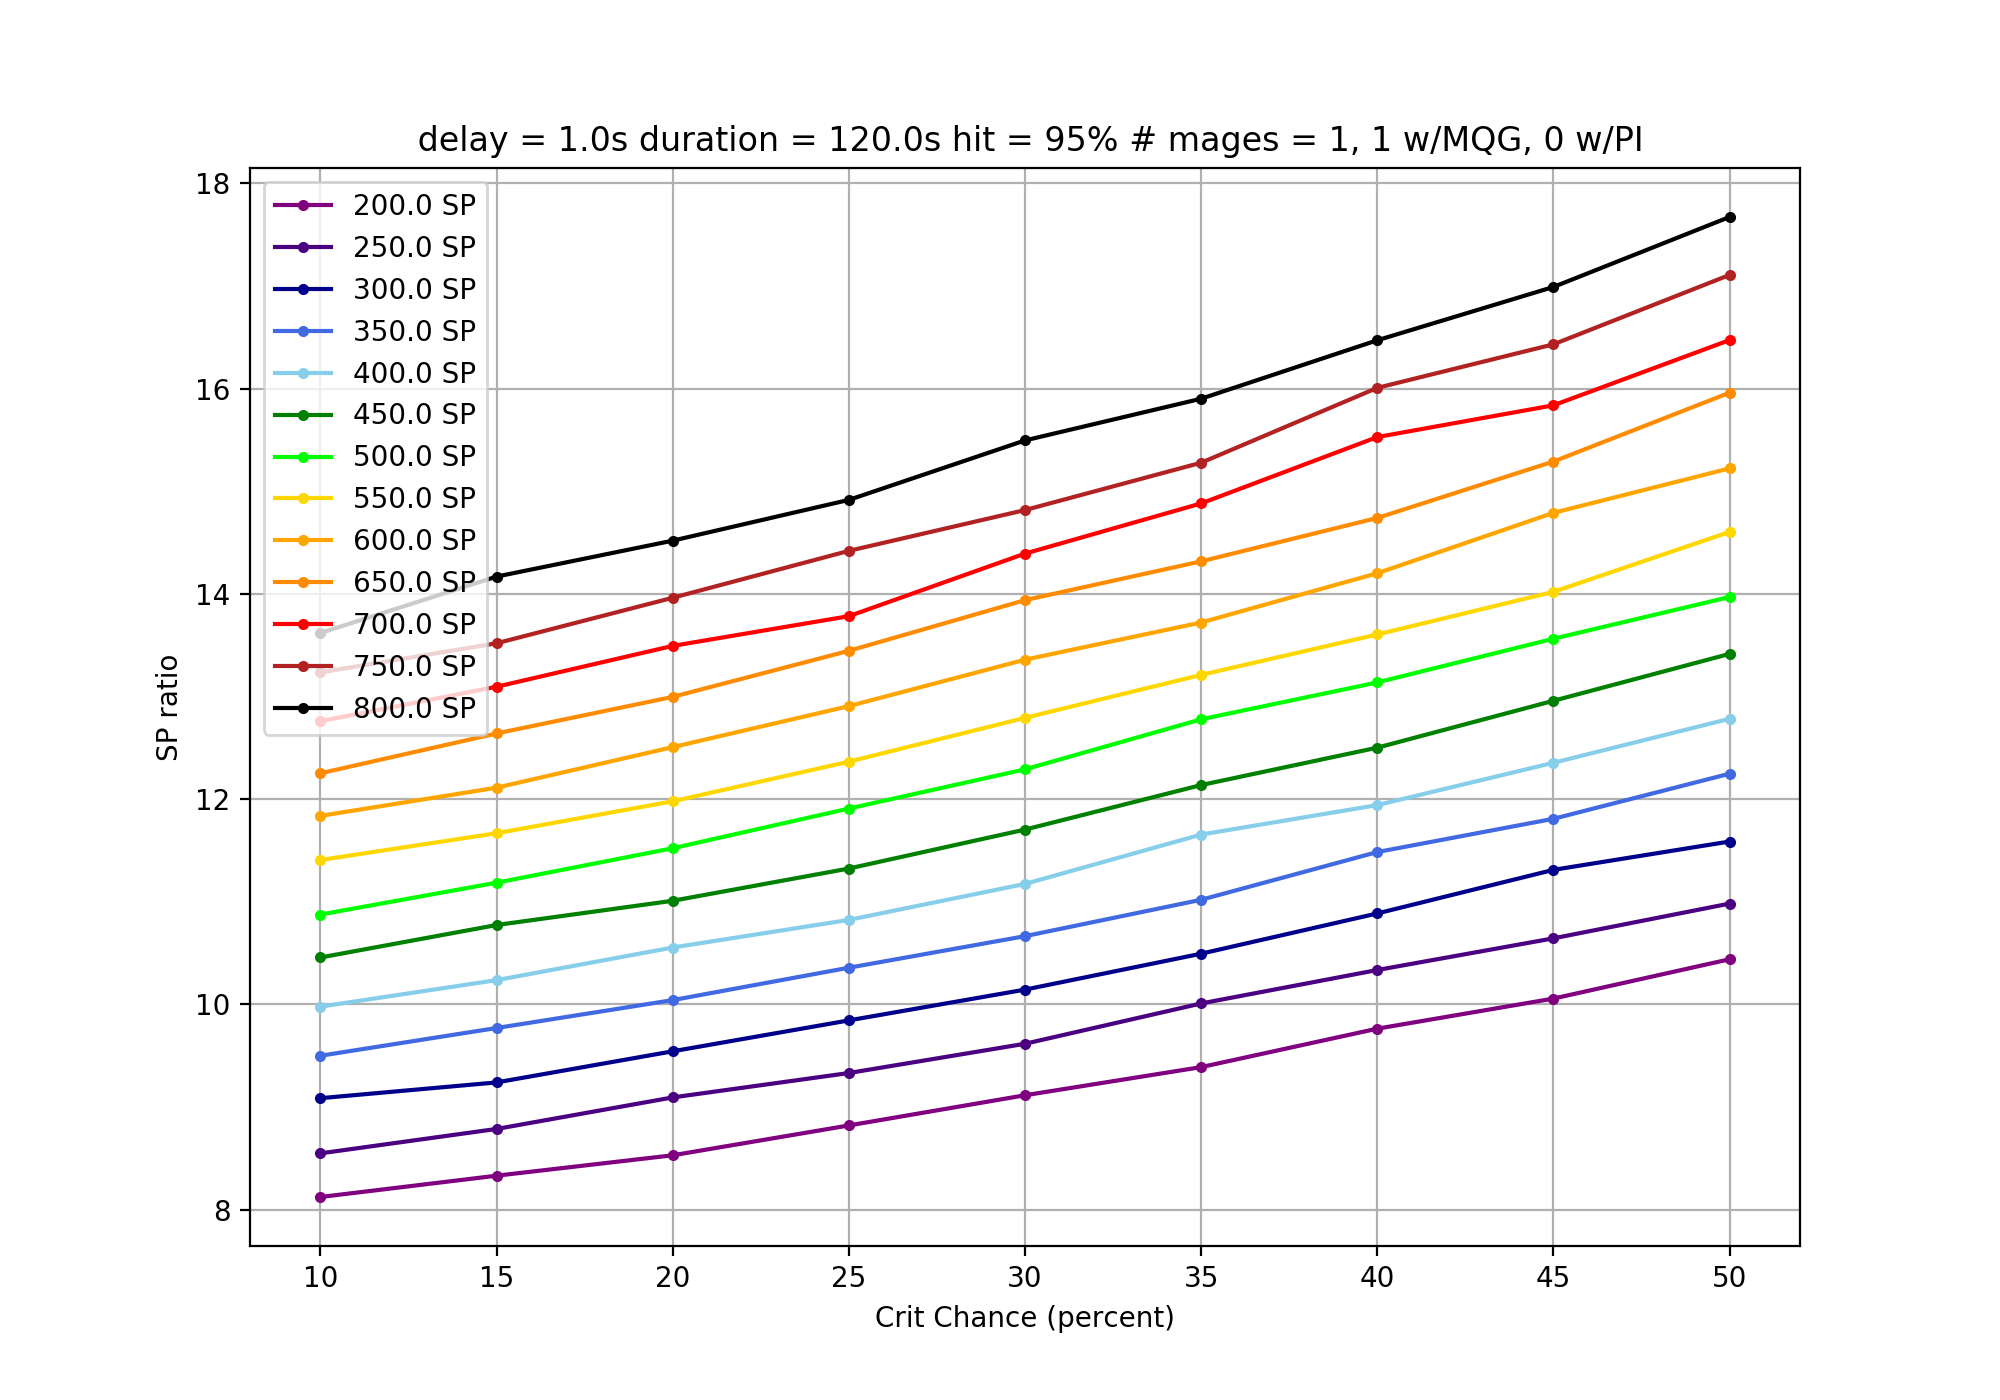 delay = 1.0s duration = 120.0s hit = 95% # mages = 1, 1 w/MQG, 0 w/PI
18
16
14
12
10
8
SP ratio
200.0 SP
250.0 SP
300.0 SP
350.0 SP
400.0 SP
450.0 SP
500.0 SP
550.0 SP
600.0 SP
650.0 SP
700.0 SP
750.0 SP
800.0 SP
10 15 20 25 30 35 40 45 50
Crit Chance (percent)